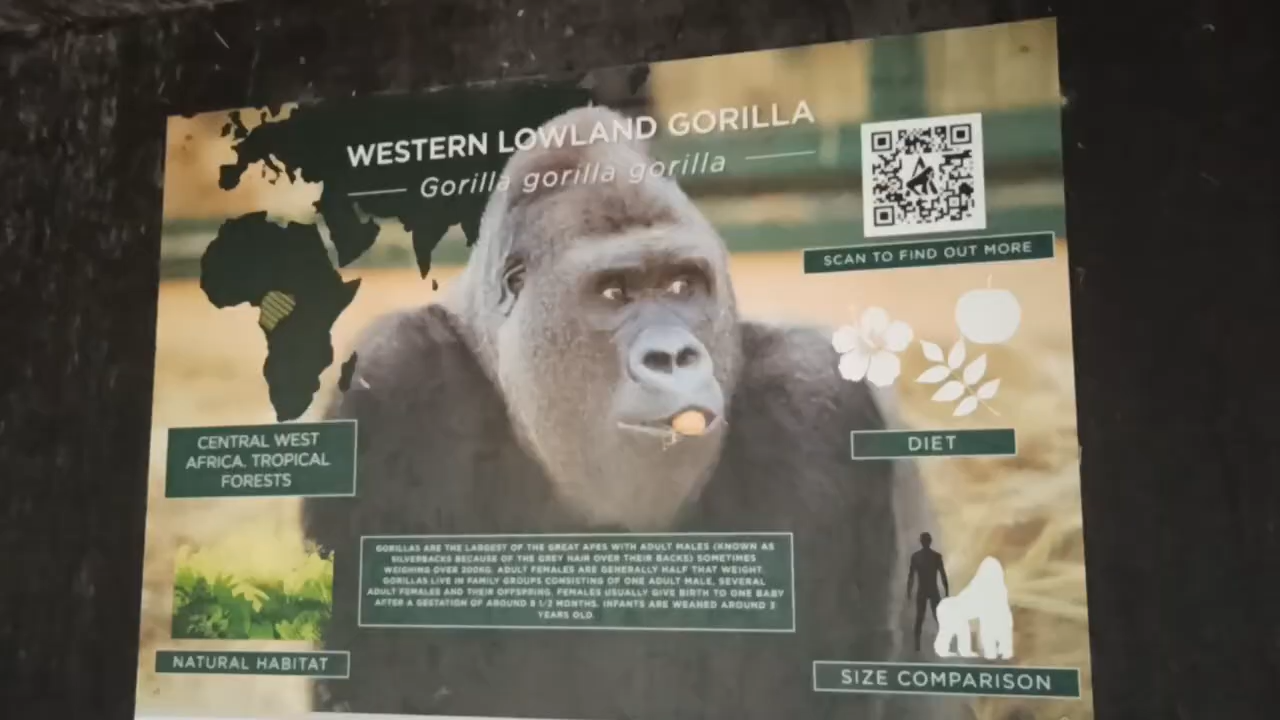 WESTERN LOWLAND GORILLA
Gorilla gorilla gorilla
SCAN TO FIND OUT MORE
CENTRAL WEST
AFRICA. TROPICAL
FORESTS
DIET
GORILLAS ARE THE LARGEST OF THE GREAT APES WITH ADULT MALES (KNOWN AS
SILVERBACKS BECAUSE OF THE GREY HAIR OVER THEIR BACKS) SOMETIMES
WEIGHING OVER 200KG. ADULT FEMALES ARE GENERALLY HALF THAT WEIGHT.
GORILLAS LIVE IN FAMILY GROUPS CONSISTING OF ONE ADULT MALE, SEVERAL
ADULT FEMALES AND THEIR OFFSPRING. FEMALES USUALLY GIVE BIRTH TO ONE BABY
AFTER A GESTATION OF AROUND 8 1/2 MONTHS. INFANTS ARE WEANED AROUND 3
YEARS OLD.
NATURAL HABITAT
SIZE COMPARISON